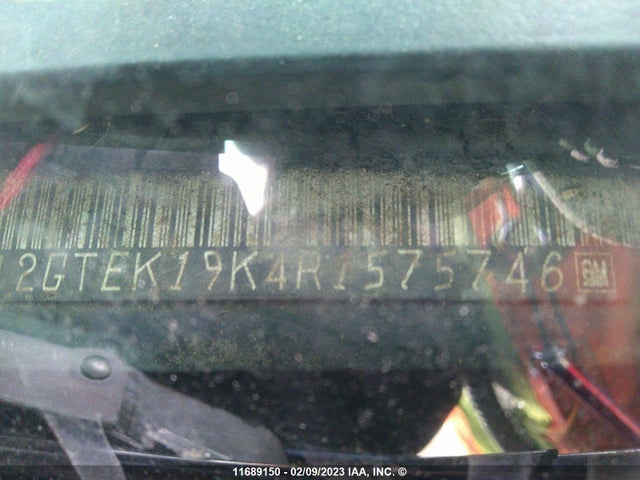 2GTEK19K4R1575746 GM
11689150 - 02/09/2023 IAA, INC. ©